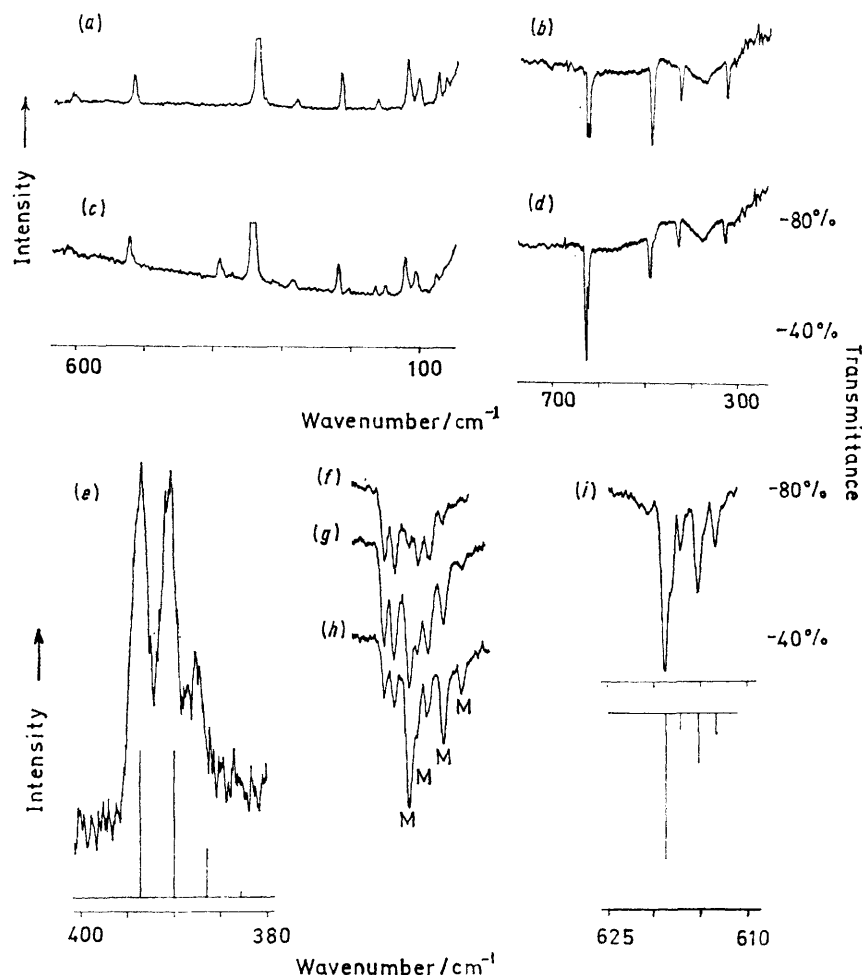 (a)
(b)
(c)
(d)
Intensity
-80%
-40%
600
100
700
300
Wavenumber/cm⁻¹
Transmittance
(e)
(f)
(g)
(h)
(i)
-80%
-40%
Intensity
M
M
M
M
400
380
625
610
Wavenumber/cm⁻¹